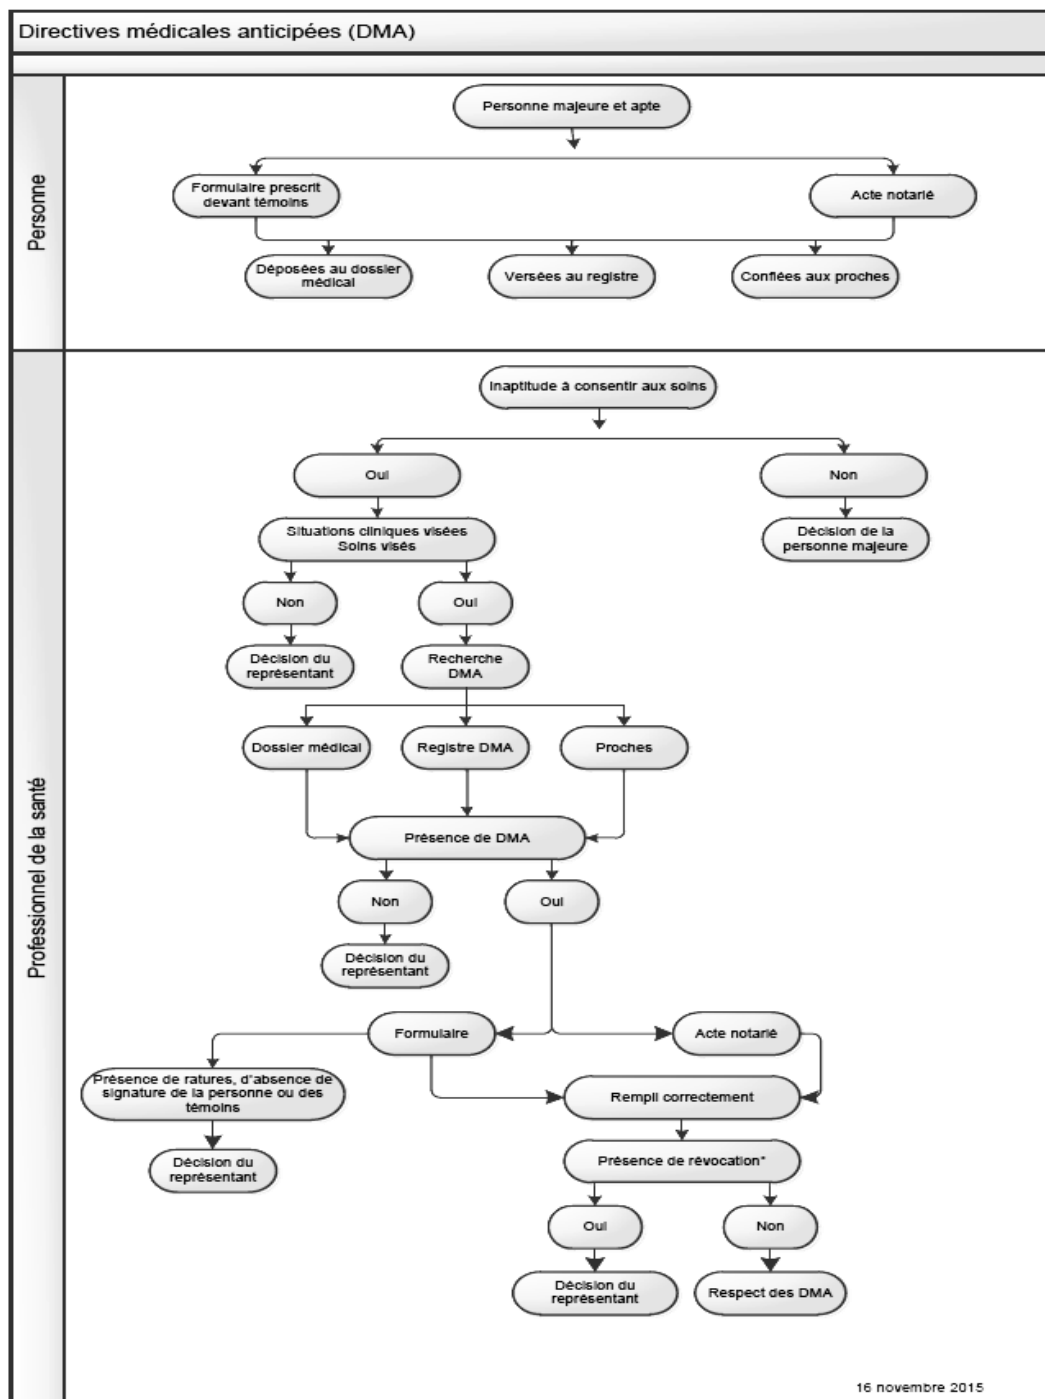 Directives médicales anticipées (DMA)
Personne
Personne majeure et apte
Formulaire prescrit
devant témoins
Acte notarié
Déposées au dossier
médical
Versées au registre
Confiées aux proches
Professionnel de la santé
Inaptitude à consentir aux soins
Oui
Non
Situations cliniques visées
Soins visés
Décision de la
personne majeure
Non
Oui
Décision du
représentant
Recherche
DMA
Dossier médical
Registre DMA
Proches
Présence de DMA
Non
Oui
Décision du
représentant
Formulaire
Acte notarié
Présence de ratures, d'absence de
signature de la personne ou des
témoins
Rempli correctement
Décision du
représentant
Présence de révocation*
Oui
Non
Décision du
représentant
Respect des DMA
16 novembre 2015